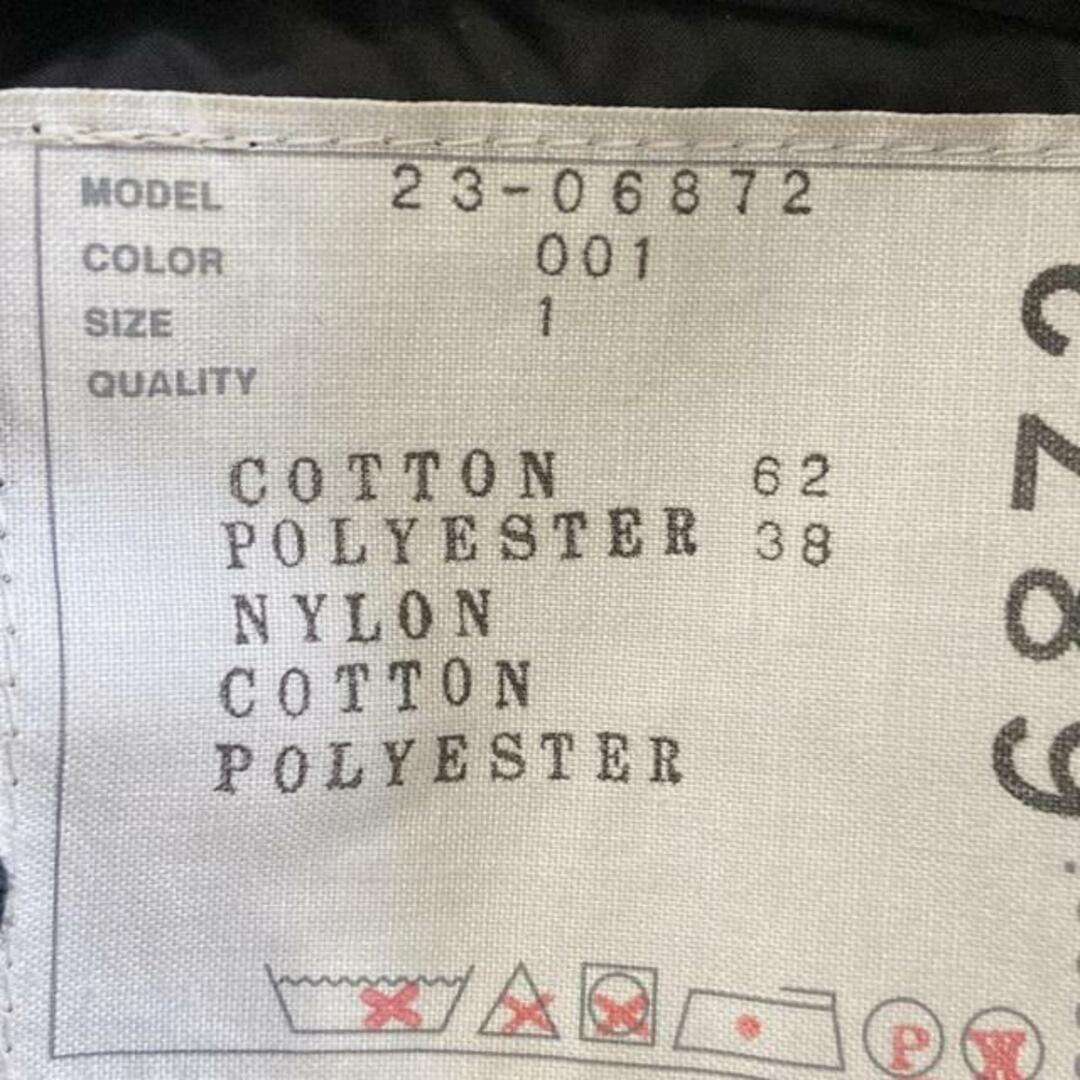 MODEL 23-06872
COLOR 001
SIZE 1
QUALITY
COTTON 62
POLYESTER 38
NYLON
COTTON
POLYESTER
P W